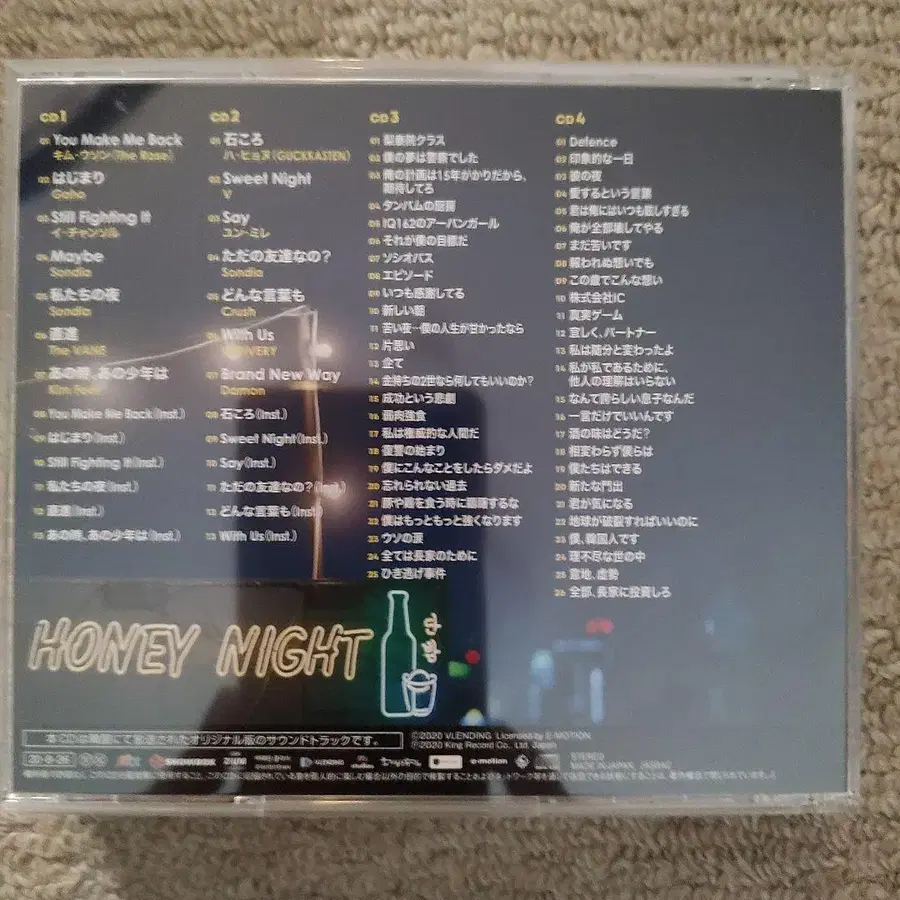 CD1
01 You Make Me Back
キム・ウソン(The Rose)
02 はじまり
Gaho
03 Still Fighting It
イ・チャンソル
04 Maybe
Sondia
05 私たちの夜
Sondia
06 直進
The VANE
07 あの時、あの少年は
Kim Feel
08 You Make Me Back(Inst.)
09 はじまり(Inst.)
10 Still Fighting It(Inst.)
11 私たちの夜(Inst.)
12 直進(Inst.)
13 あの時、あの少年は(Inst.)
CD2
01 石ころ
ハ・ヒョヌ(GUCKKASTEN)
02 Sweet Night
V
03 Say
ユン・ミレ
04 ただの友達なの?
Sondia
05 どんな言葉も
Crush
06 With Us
VERIVERY
07 Brand New Way
Damon
08 石ころ(Inst.)
09 Sweet Night(Inst.)
10 Say(Inst.)
11 ただの友達なの?(Inst.)
12 どんな言葉も(Inst.)
13 With Us(Inst.)
CD3
01 梨泰院クラス
02 僕の夢は警察でした
03 俺の計画は15年がかりだから、
期待してろ
04 タンバムの厨房
05 IQ162のアーバンガール
06 それが僕の目標だ
07 ソシオパス
08 エピソード
09 いつも感謝してる
10 新しい朝
11 苦い夜…僕の人生が甘かったなら
12 片思い
13 企て
14 金持ちの2世なら何してもいいのか?
15 成功という悲劇
16 弱肉強食
17 私は権威的な人間だ
18 復讐の始まり
19 僕にこんなことをしたらダメだよ
20 忘れられない過去
21 豚や鶏を食う時に躊躇するな
22 僕はもっともっと強くなります
23 ウソの涙
24 全ては長家のために
25 ひき逃げ事件
CD4
01 Defence
02 印象的な一日
03 彼の夜
04 愛するという言葉
05 君は俺にはいつも眩しすぎる
06 俺が全部壊してやる
07 まだ苦いです
08 報われぬ想いでも
09 この歳でこんな想い
10 株式会社IC
11 真実ゲーム
12 宜しく、パートナー
13 私は随分と変わったよ
14 私が私であるために、
他人の理解はいらない
15 なんて誇らしい息子なんだ
16 一言だけでいいんです
17 酒の味はどうだ?
18 相変わらず僕らは
19 僕たちはできる
20 新たな門出
21 君が気になる
22 地球が破裂すればいいのに
23 僕、韓国人です
24 理不尽な世の中
25 意地、虚勢
26 全部、長家に投資しろ
HONEY NIGHT
단밤
本CDは韓国にて放送されたオリジナル版のサウンドトラックです。
©2020 VLENDING Licensed by E-MOTION
℗2020 King Record Co., Ltd. Japan
20・8・26
SHOWBOX
ZIUM
VLENDING
e-motion
STEREO
MADE IN JAPAN